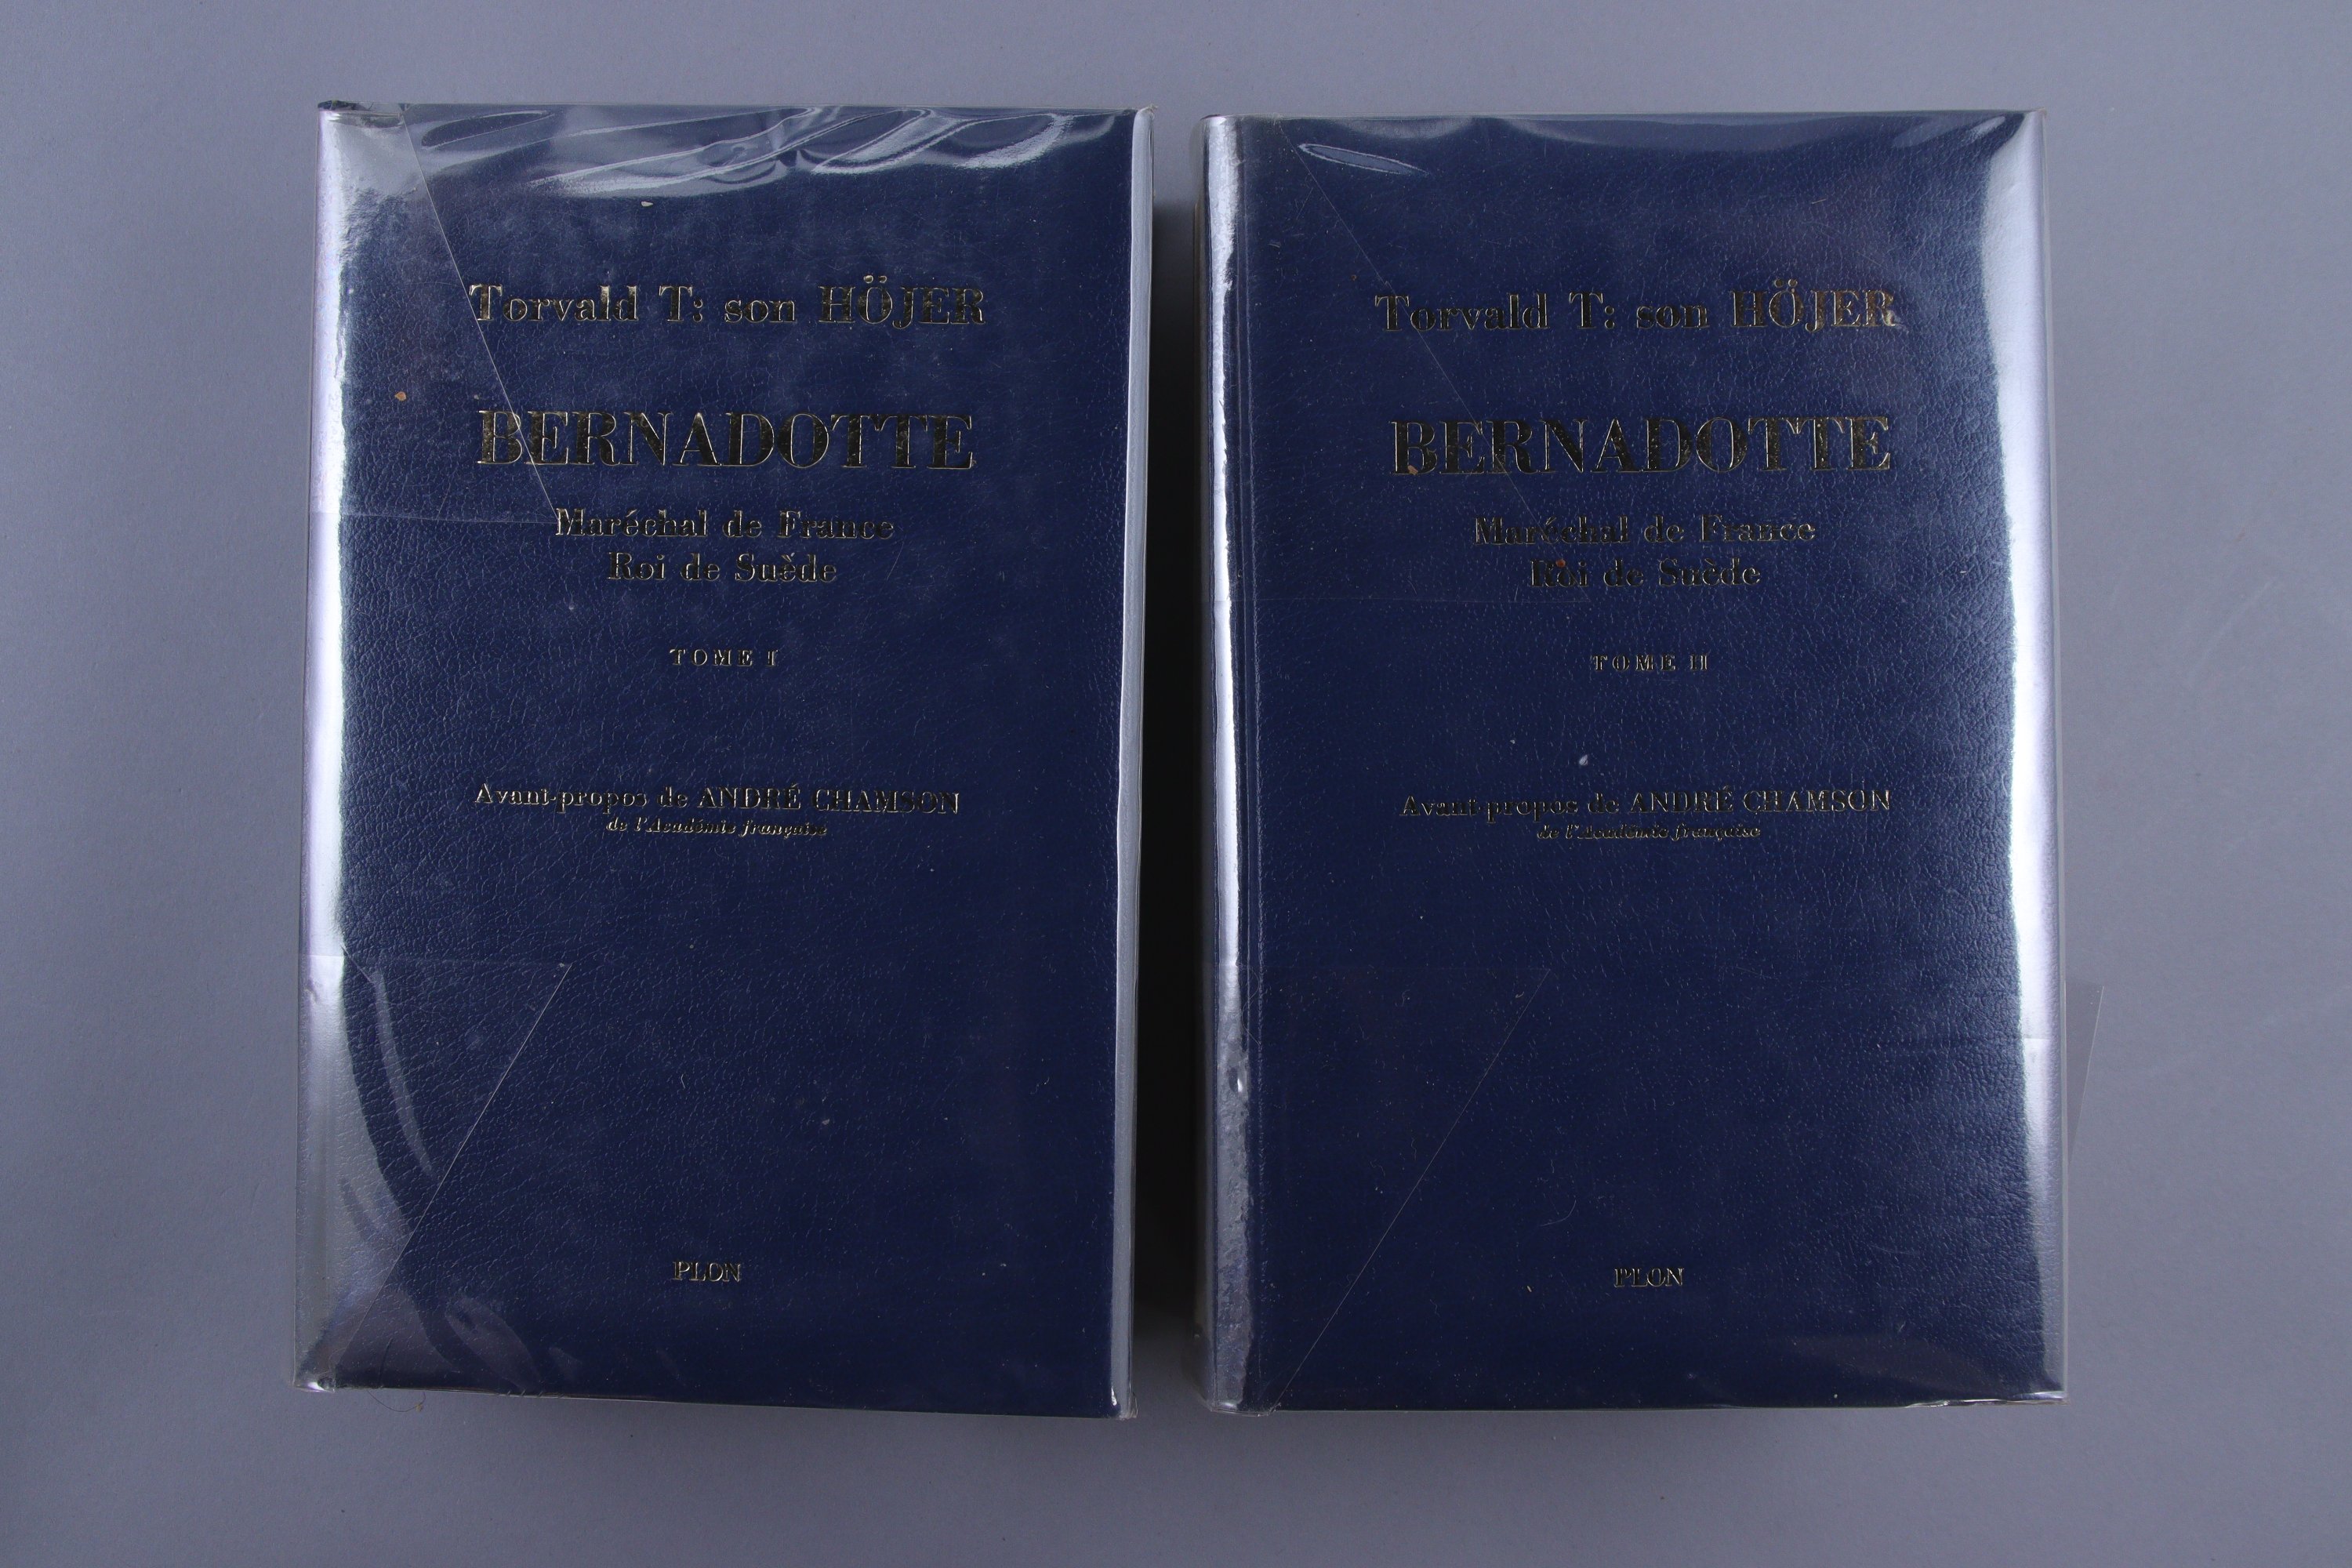 Torvald T: son HÖJER
BERNADOTTE
Maréchal de France
Roi de Suède
TOME I
Avant-propos de ANDRÉ CHAMSON
de l'Académie française
PLON
Torvald T: son HÖJER
BERNADOTTE
Maréchal de France
Roi de Suède
TOME II
Avant-propos de ANDRÉ CHAMSON
de l'Académie française
PLON